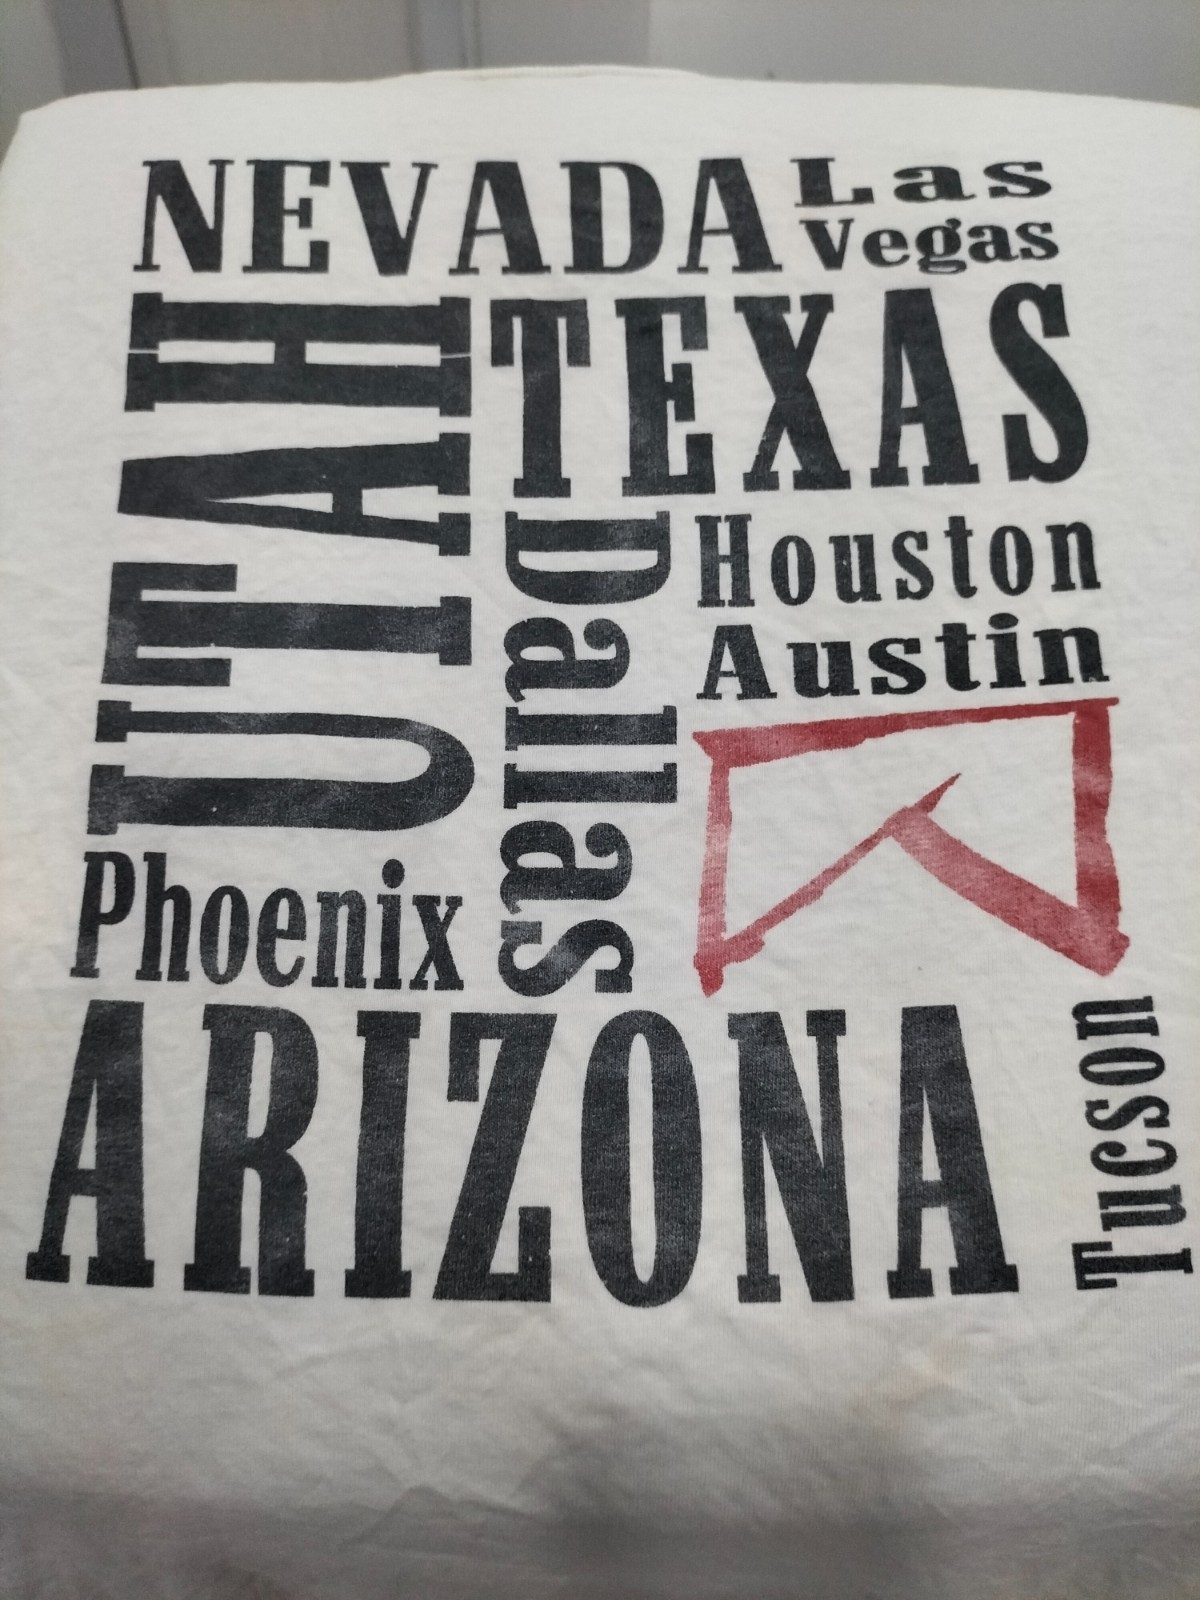 NEVADA
Las
Vegas
UTAH
TEXAS
Dallas
Houston
Austin
Phoenix
ARIZONA
Tucson